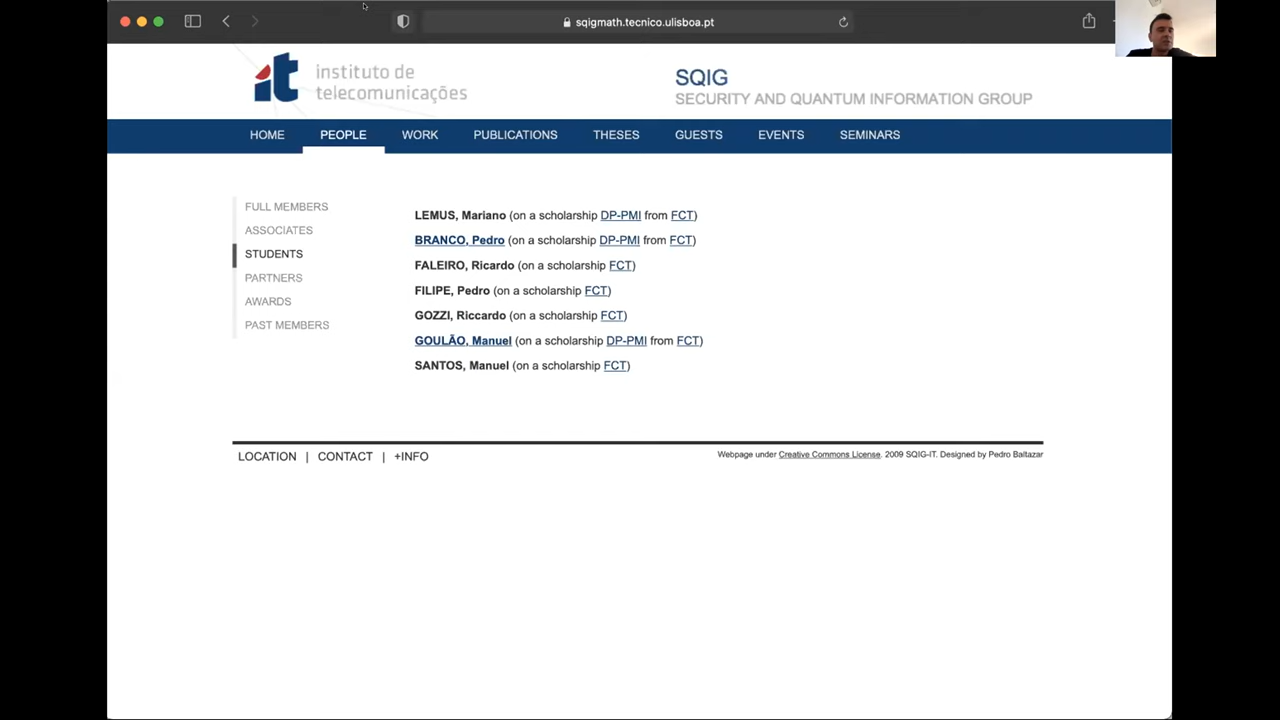 sqigmath.tecnico.ulisboa.pt
it instituto de
telecomunicações
SQIG
SECURITY AND QUANTUM INFORMATION GROUP
HOME PEOPLE WORK PUBLICATIONS THESES GUESTS EVENTS SEMINARS
FULL MEMBERS
ASSOCIATES
STUDENTS
PARTNERS
AWARDS
PAST MEMBERS
LEMUS, Mariano (on a scholarship DP-PMI from FCT)
BRANCO, Pedro (on a scholarship DP-PMI from FCT)
FALEIRO, Ricardo (on a scholarship FCT)
FILIPE, Pedro (on a scholarship FCT)
GOZZI, Riccardo (on a scholarship FCT)
GOULÃO, Manuel (on a scholarship DP-PMI from FCT)
SANTOS, Manuel (on a scholarship FCT)
LOCATION | CONTACT | +INFO
Webpage under Creative Commons License. 2009 SQIG-IT. Designed by Pedro Baltazar